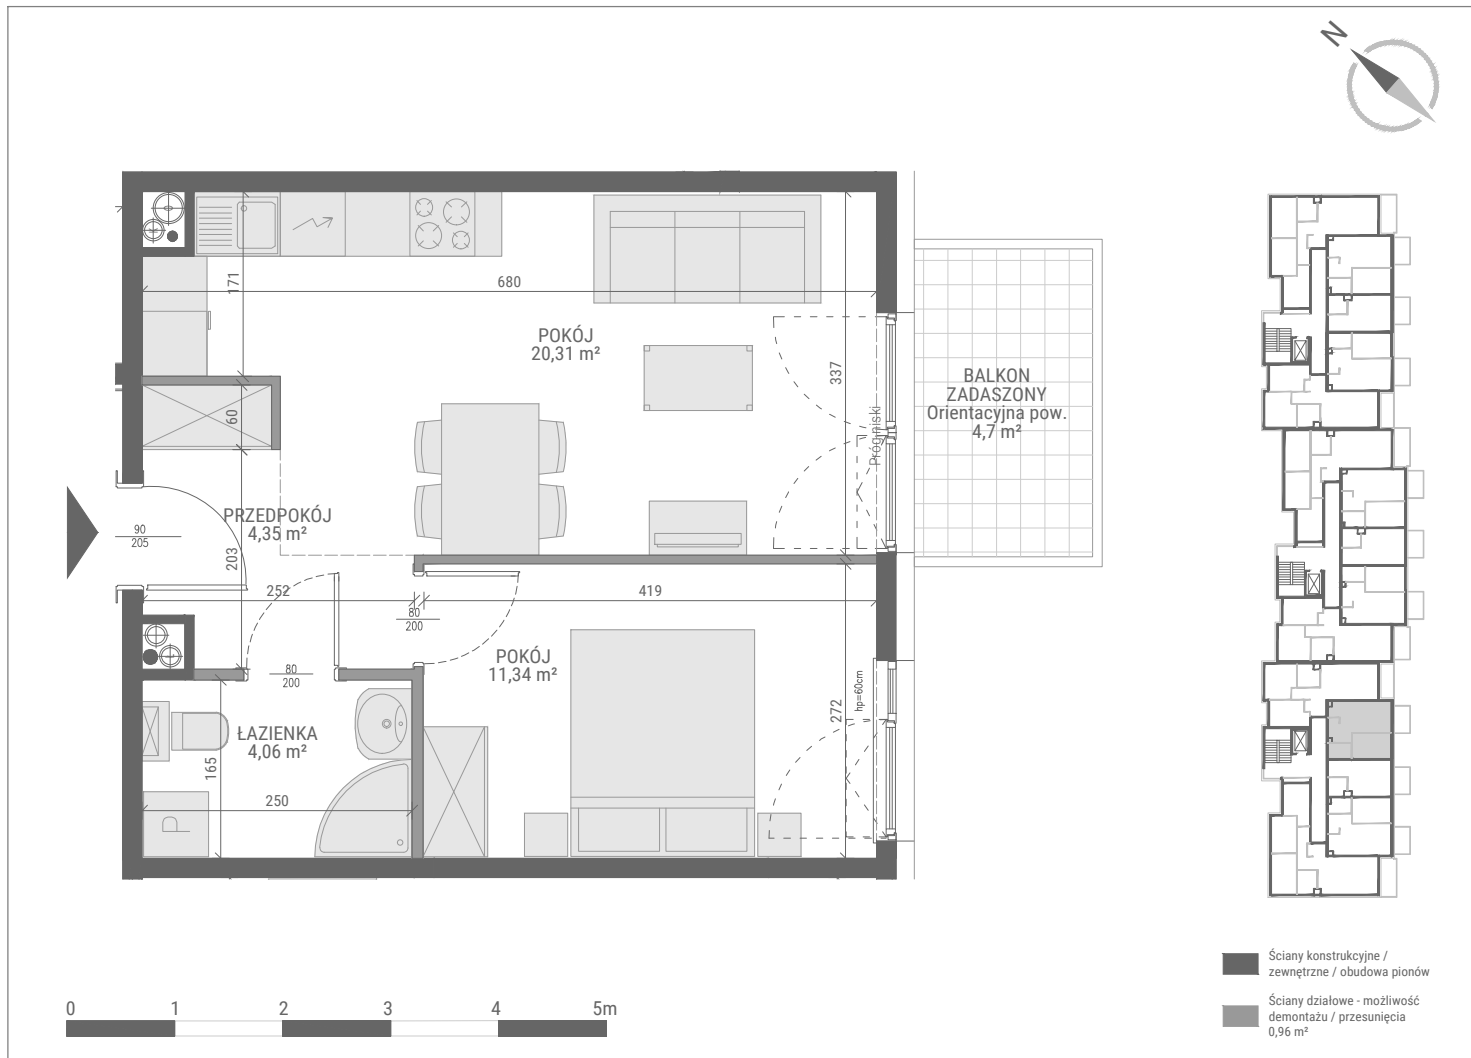 N
171
680
POKÓJ
20,31 m²
337
BALKON
ZADASZONY
Orientacyjna pow.
4,7 m²
Próg niski
60
PRZEDPOKÓJ
4,35 m²
90
205
203
252
80
200
419
POKÓJ
11,34 m²
80
200
hp=60cm
272
ŁAZIENKA
4,06 m²
165
250
P
Ściany konstrukcyjne /
zewnętrzne / obudowa pionów
Ściany działowe - możliwość
demontażu / przesunięcia
0,96 m²
0 1 2 3 4 5m